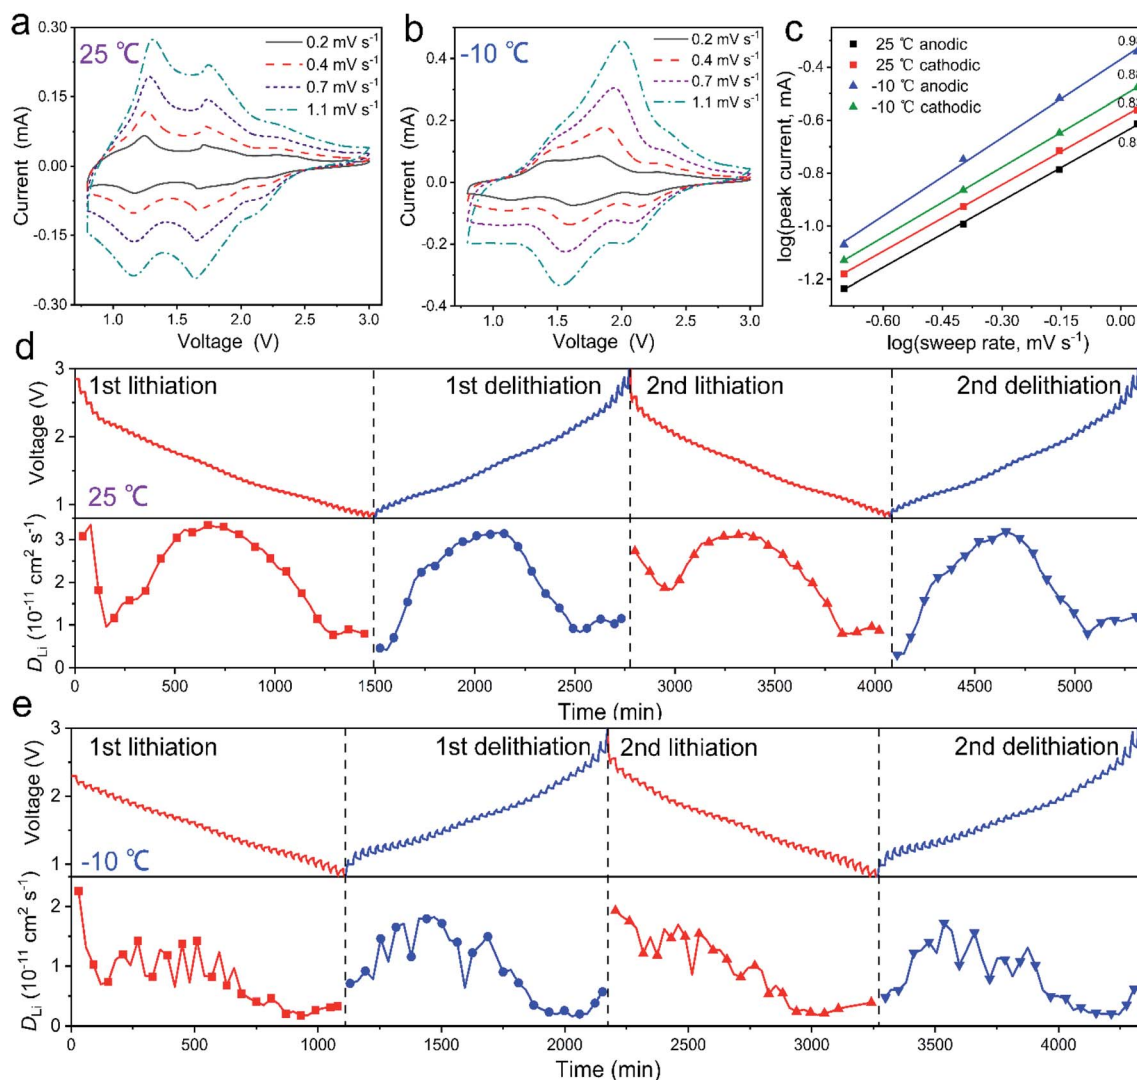 a
25 ℃
0.2 mV s⁻¹
0.4 mV s⁻¹
0.7 mV s⁻¹
1.1 mV s⁻¹
0.30
0.15
0.00
-0.15
-0.30
Current (mA)
1.0 1.5 2.0 2.5 3.0
Voltage (V)
b
-10 ℃
0.2 mV s⁻¹
0.4 mV s⁻¹
0.7 mV s⁻¹
1.1 mV s⁻¹
0.4
0.2
0.0
-0.2
-0.4
Current (mA)
1.0 1.5 2.0 2.5 3.0
Voltage (V)
c
25 ℃ anodic
25 ℃ cathodic
-10 ℃ anodic
-10 ℃ cathodic
-0.4
-0.6
-0.8
-1.0
-1.2
log(peak current, mA)
-0.60 -0.45 -0.30 -0.15 0.00
log(sweep rate, mV s⁻¹)
d
1st lithiation 1st delithiation 2nd lithiation 2nd delithiation
25 ℃
3
2
1
Voltage (V)
3
2
1
0
D_Li (10⁻¹¹ cm² s⁻¹)
0 500 1000 1500 2000 2500 3000 3500 4000 4500 5000
Time (min)
e
1st lithiation 1st delithiation 2nd lithiation 2nd delithiation
-10 ℃
3
2
1
Voltage (V)
2
1
0
D_Li (10⁻¹¹ cm² s⁻¹)
0 500 1000 1500 2000 2500 3000 3500 4000
Time (min)